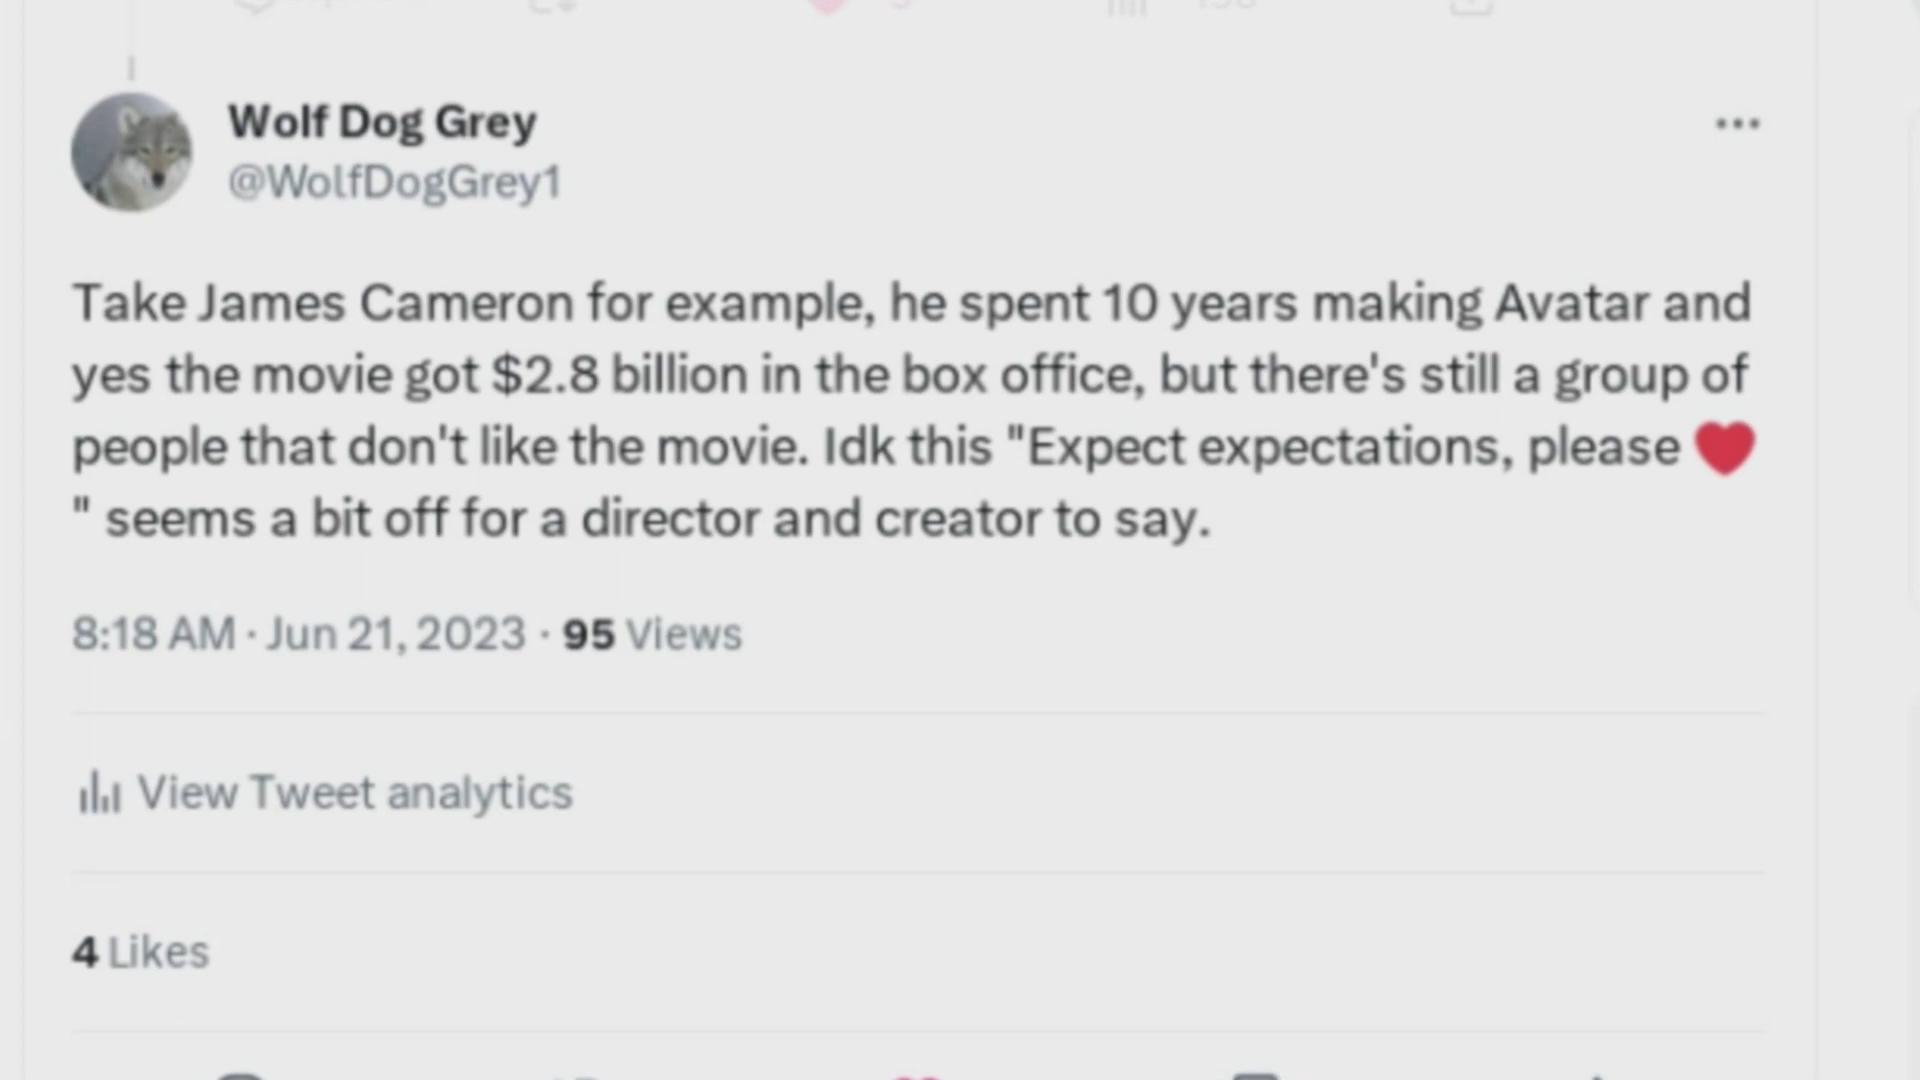 Wolf Dog Grey
@WolfDogGrey1
Take James Cameron for example, he spent 10 years making Avatar and
yes the movie got $2.8 billion in the box office, but there's still a group of
people that don't like the movie. Idk this "Expect expectations, please ❤️
" seems a bit off for a director and creator to say.
8:18 AM · Jun 21, 2023 · 95 Views
View Tweet analytics
4 Likes